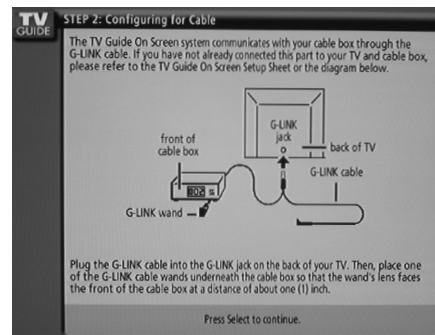 TV GUIDE
STEP 2: Configuring for Cable
The TV Guide On Screen system communicates with your cable box through the
G-LINK cable. If you have not already connected this part to your TV and cable box,
please refer to the TV Guide On Screen Setup Sheet or the diagram below.
G-LINK
jack
front of
cable box
back of TV
G-LINK cable
G-LINK wand
Plug the G-LINK cable into the G-LINK jack on the back of your TV. Then, place one
of the G-LINK cable wands underneath the cable box so that the wand's lens faces
the front of the cable box at a distance of about one (1) inch.
Press Select to continue.